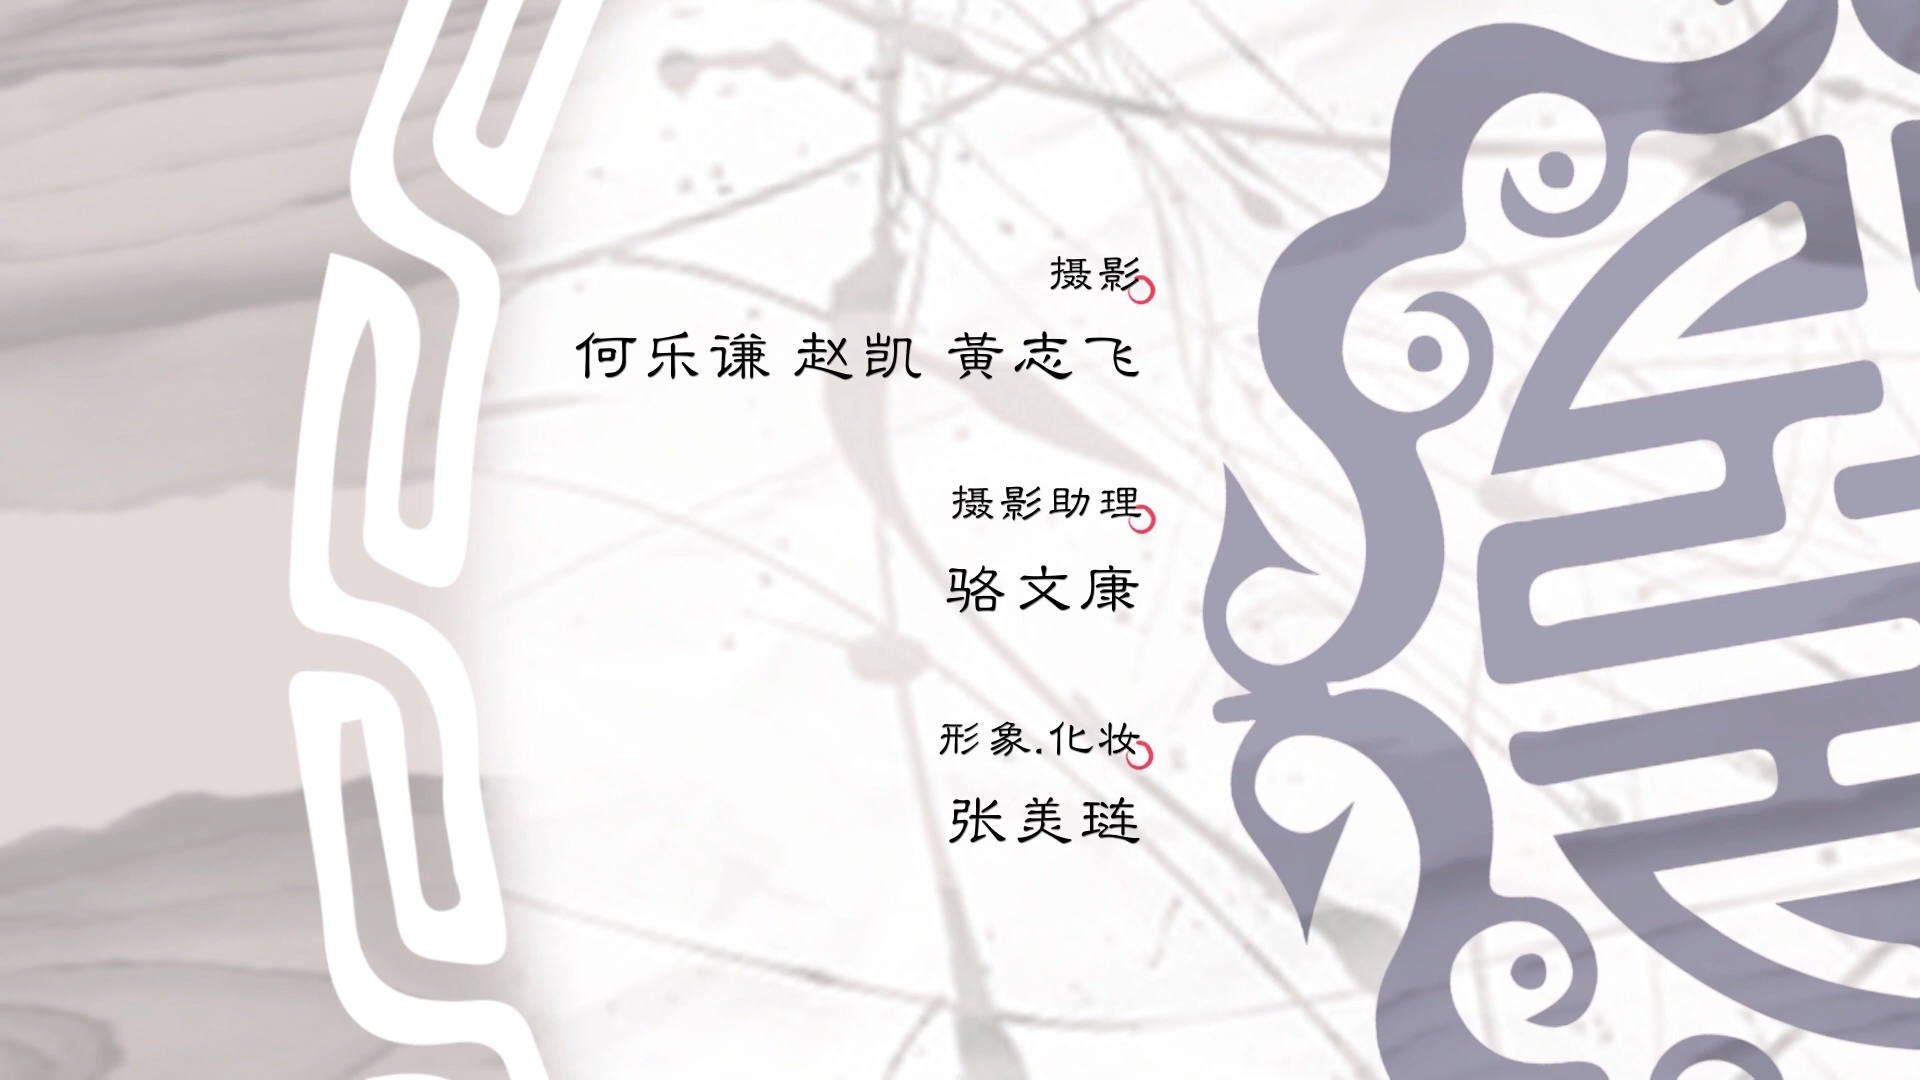 摄影
何乐谦 赵凯 黄志飞
摄影助理
骆文康
形象.化妆
张美琏